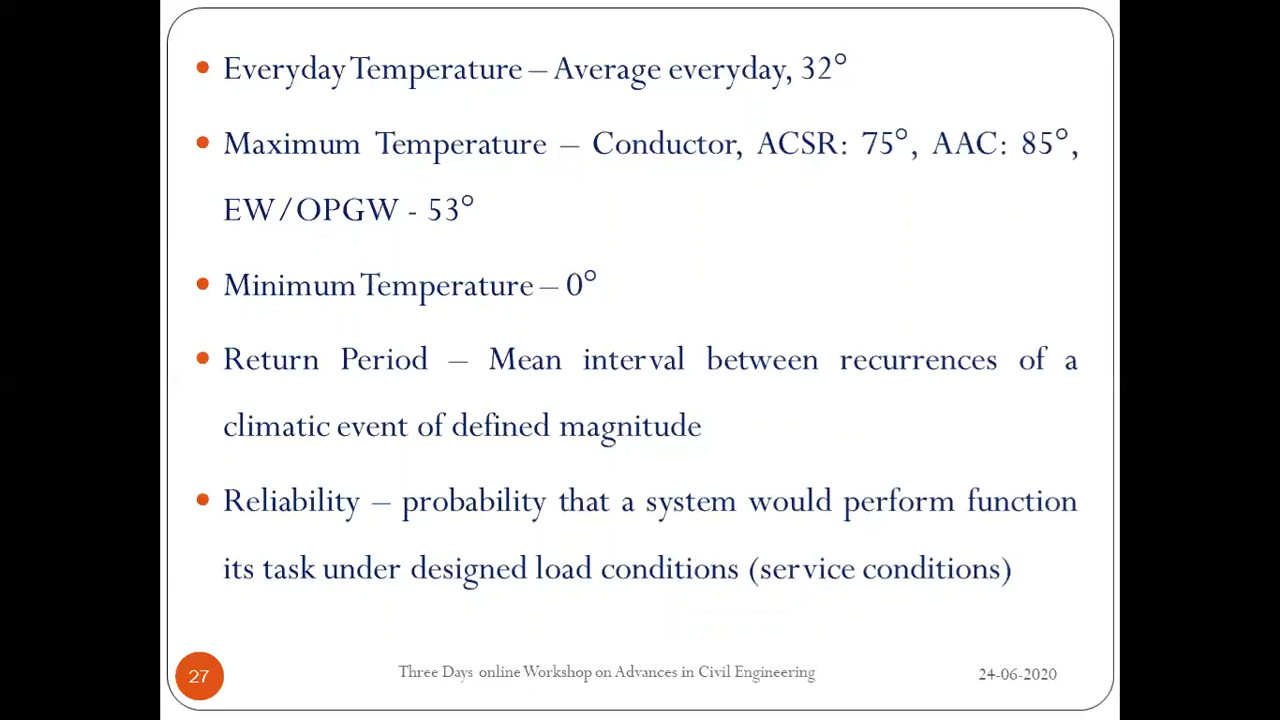 • Everyday Temperature – Average everyday, 32°
• Maximum Temperature – Conductor, ACSR: 75°, AAC: 85°,
EW/OPGW - 53°
• Minimum Temperature – 0°
• Return Period – Mean interval between recurrences of a
climatic event of defined magnitude
• Reliability – probability that a system would perform function
its task under designed load conditions (service conditions)
27
Three Days online Workshop on Advances in Civil Engineering
24-06-2020